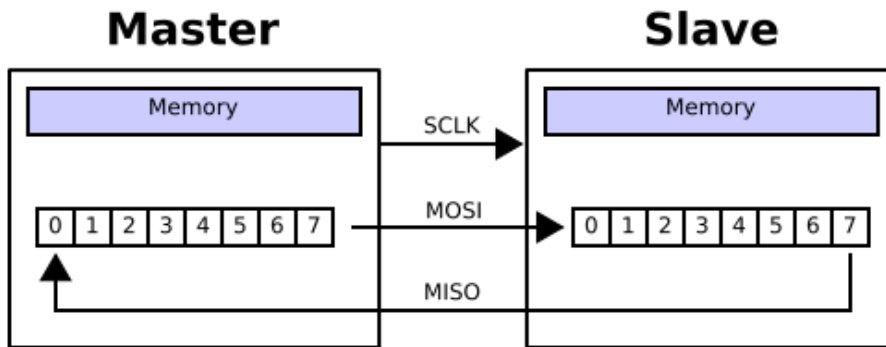 Master Slave
Memory Memory
SCLK
MOSI
0 1 2 3 4 5 6 7 0 1 2 3 4 5 6 7
MISO